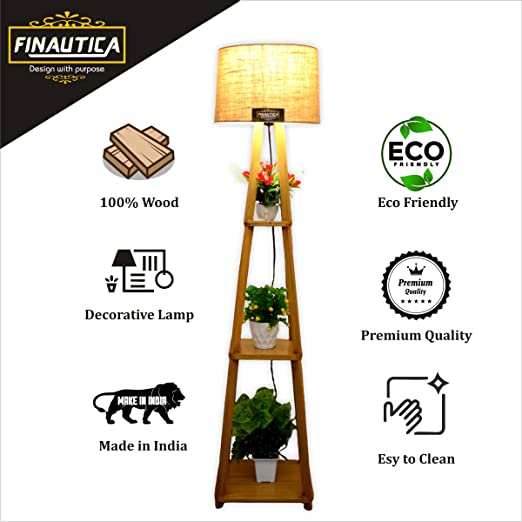 FINAUTICA
Design with purpose
FINAUTICA
100% Wood
ECO
FRIENDLY
Eco Friendly
Decorative Lamp
Premium
Quality
Premium Quality
MAKE IN INDIA
Made in India
Esy to Clean